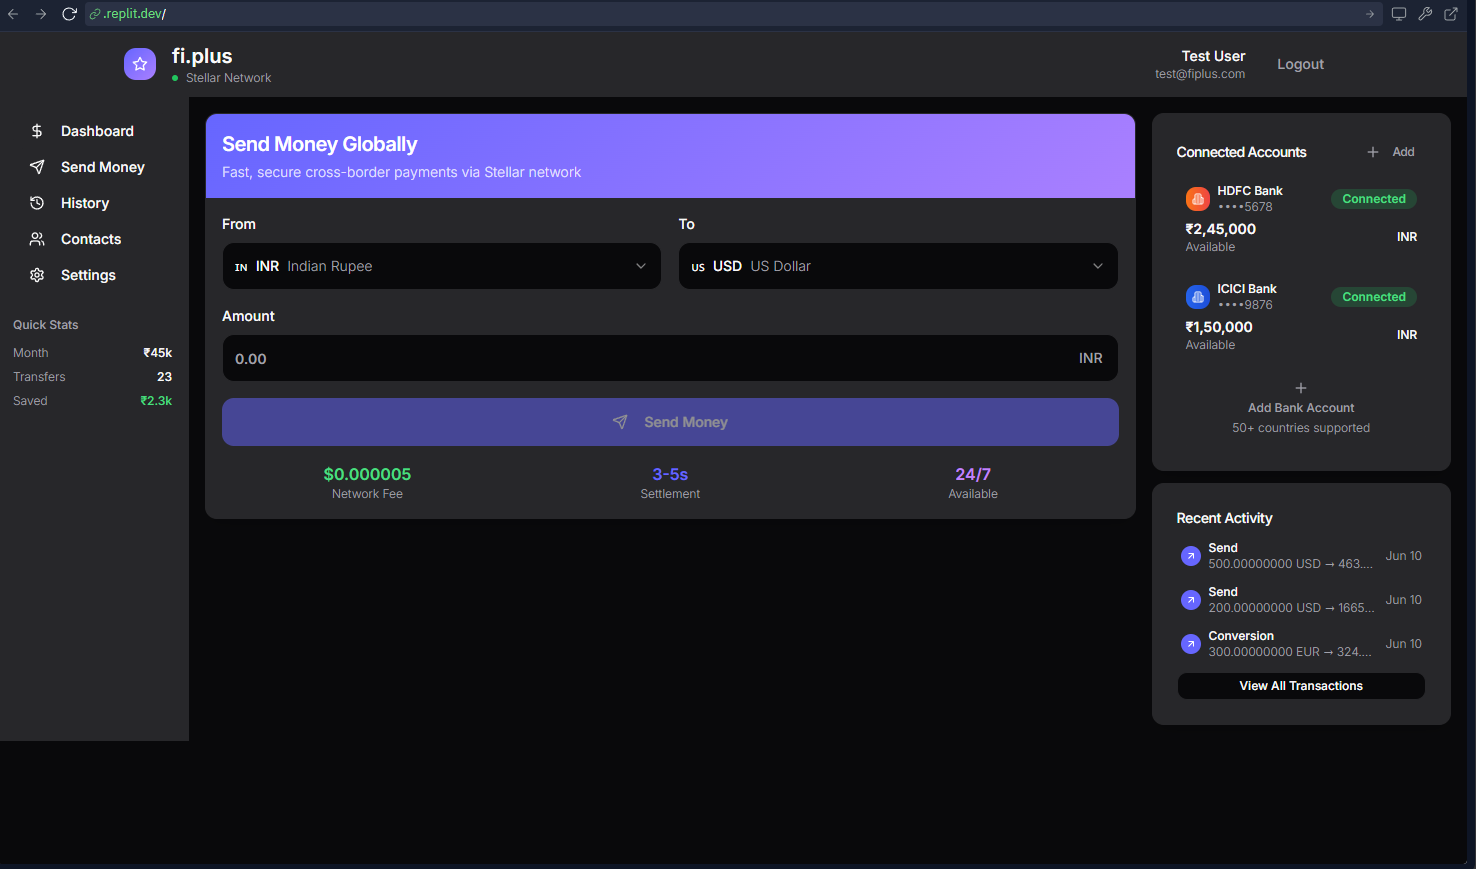 .replit.dev/
fi.plus
Stellar Network
Test User
test@fiplus.com
Logout
Dashboard
Send Money
History
Contacts
Settings
Quick Stats
Month ₹45k
Transfers 23
Saved ₹2.3k
Send Money Globally
Fast, secure cross-border payments via Stellar network
From
IN INR Indian Rupee
To
US USD US Dollar
Amount
0.00 INR
Send Money
$0.000005
Network Fee
3-5s
Settlement
24/7
Available
Connected Accounts
Add
HDFC Bank
••••5678
Connected
₹2,45,000
Available
INR
ICICI Bank
••••9876
Connected
₹1,50,000
Available
INR
Add Bank Account
50+ countries supported
Recent Activity
Send
500.00000000 USD → 463....
Jun 10
Send
200.00000000 USD → 1665...
Jun 10
Conversion
300.00000000 EUR → 324....
Jun 10
View All Transactions